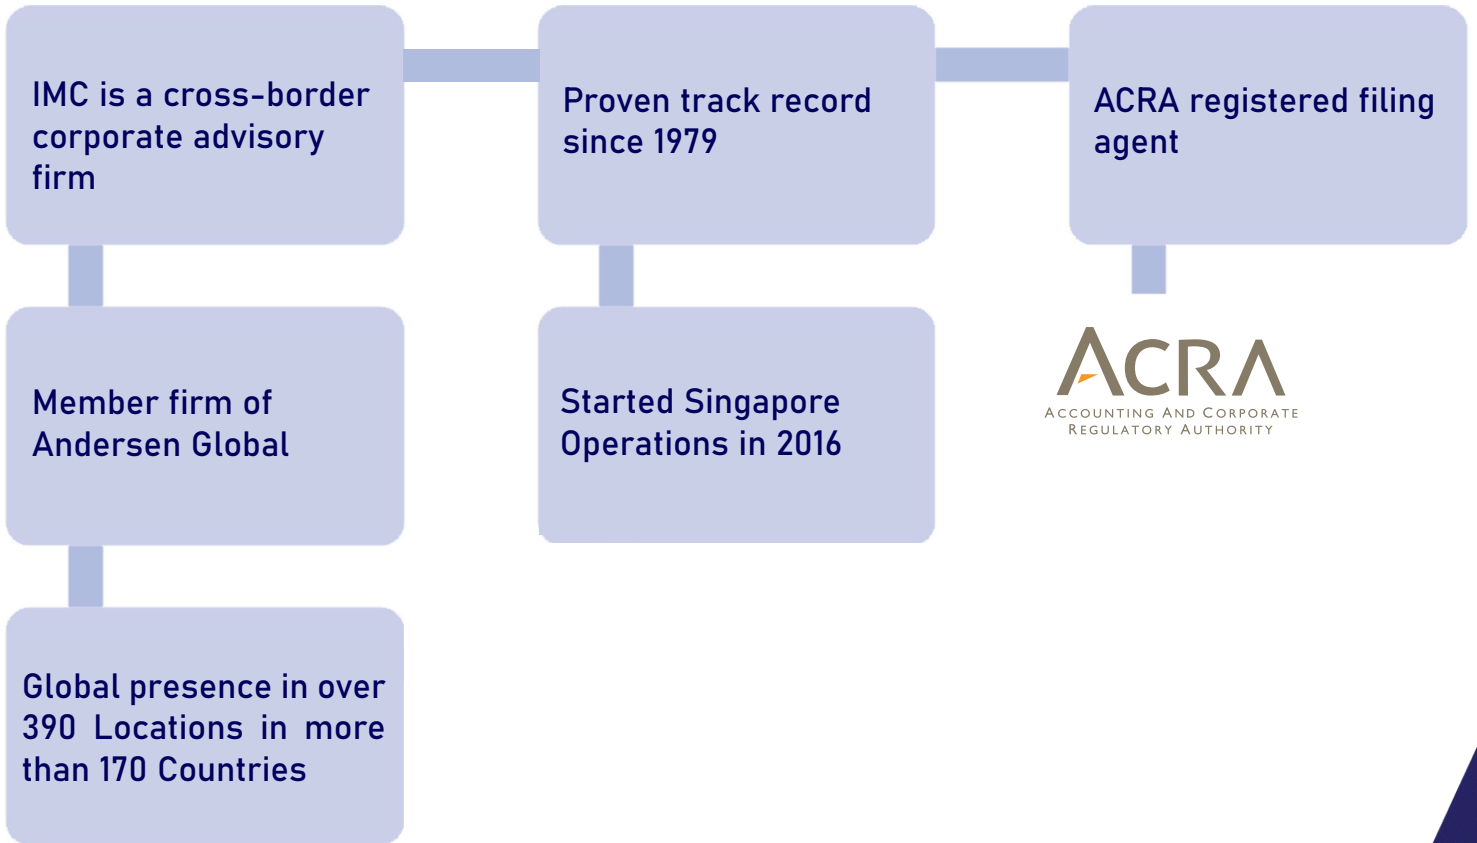 IMC is a cross-border
corporate advisory
firm
Proven track record
since 1979
ACRA registered filing
agent
Member firm of
Andersen Global
Started Singapore
Operations in 2016
ACRA
ACCOUNTING AND CORPORATE
REGULATORY AUTHORITY
Global presence in over
390 Locations in more
than 170 Countries